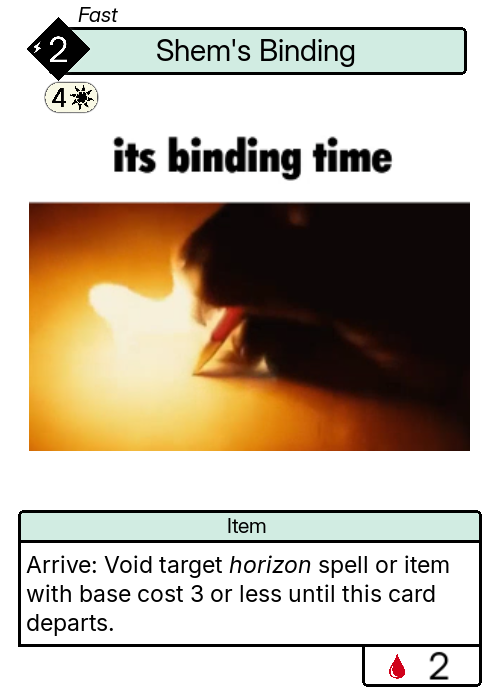 Fast
2
Shem's Binding
4
its binding time
Item
Arrive: Void target horizon spell or item
with base cost 3 or less until this card
departs.
2